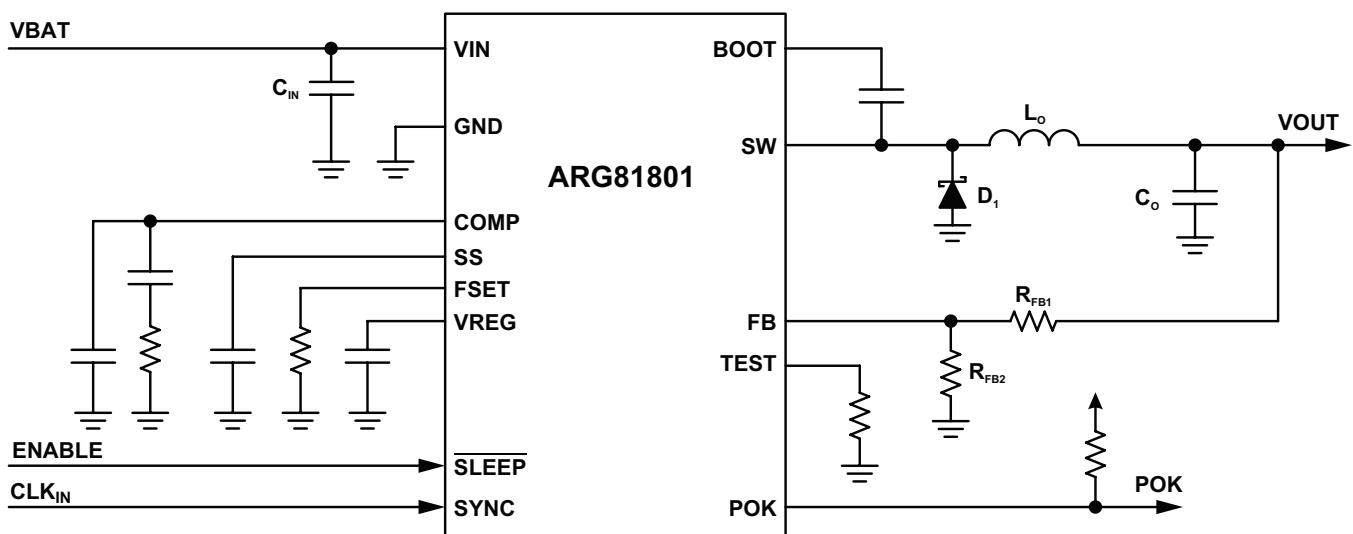 VBAT
VIN
BOOT
C_IN
GND
L_O
VOUT
SW
ARG81801
D_1
C_O
COMP
SS
FSET
R_FB1
VREG
FB
TEST
R_FB2
ENABLE
SLEEP
CLK_IN
SYNC
POK
POK